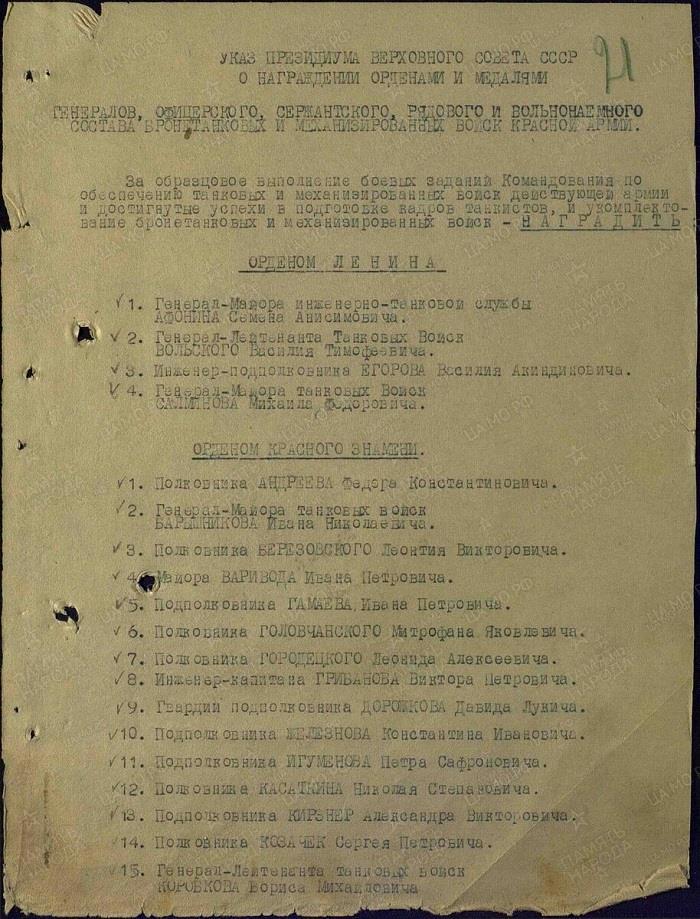 УКАЗ ПРЕЗИДИУМА ВЕРХОВНОГО СОВЕТА СССР
О НАГРАЖДЕНИИ ОРДЕНАМИ И МЕДАЛЯМИ
ГЕНЕРАЛОВ, ОФИЦЕРСКОГО, СЕРЖАНТСКОГО, РЯДОВОГО И ВОЛЬНОНАЕМНОГО
СОСТАВА БРОНЕТАНКОВЫХ И МЕХАНИЗИРОВАННЫХ ВОЙСК КРАСНОЙ АРМИИ.
За образцовое выполнение боевых заданий Командования по
обеспечению танковых и механизированных войск действующей армии
и достигнутые успехи в подготовке кадров танкистов, и укомплекто-
вание бронетанковых и механизированных войск - Н А Г Р А Д И Т Ь
ОРДЕНОМ ЛЕНИНА
1. Генерал-Майора инженерно-танковой службы
АФОНИНА Семена Анисимовича.
2. Генерал-Лейтенанта Танковых Войск
ВОЛЬСКОГО Василия Тимофеевича.
3. Инженер-подполковника ЕГОРОВА Василия Акиндиновича.
4. Генерал-Майора танковых Войск
САЛМИНОВА Михаила Федоровича.
ОРДЕНОМ КРАСНОГО ЗНАМЕНИ.
1. Полковника АНДРЕЕВА Федора Константиновича.
2. Генерал-Майора танковых войск
БАРЫШНИКОВА Ивана Николаевича.
3. Полковника БЕРЕЗОВСКОГО Леонтия Викторовича.
4. Майора ВАРИВОДА Ивана Петровича.
5. Подполковника ГАМАЕВА Ивана Петровича.
6. Полковника ГОЛОВЧАНСКОГО Митрофана Яковлевича.
7. Полковника ГОРОДЕЦКОГО Леонида Алексеевича.
8. Инженер-капитана ГРИБАНОВА Виктора Петровича.
9. Гвардии подполковника ДОРОЖКОВА Давида Лукича.
10. Подполковника ЖЕЛЕЗНОВА Константина Ивановича.
11. Подполковника ИГУМЕНОВА Петра Сафроновича.
12. Полковника КАСАТКИНА Николая Степановича.
13. Подполковника КИРЗНЕР Александра Викторовича.
14. Полковника КОЗАЧЕК Сергея Петровича.
15. Генерал-Лейтенанта танковых войск
КОРОБКОВА Бориса Михайловича